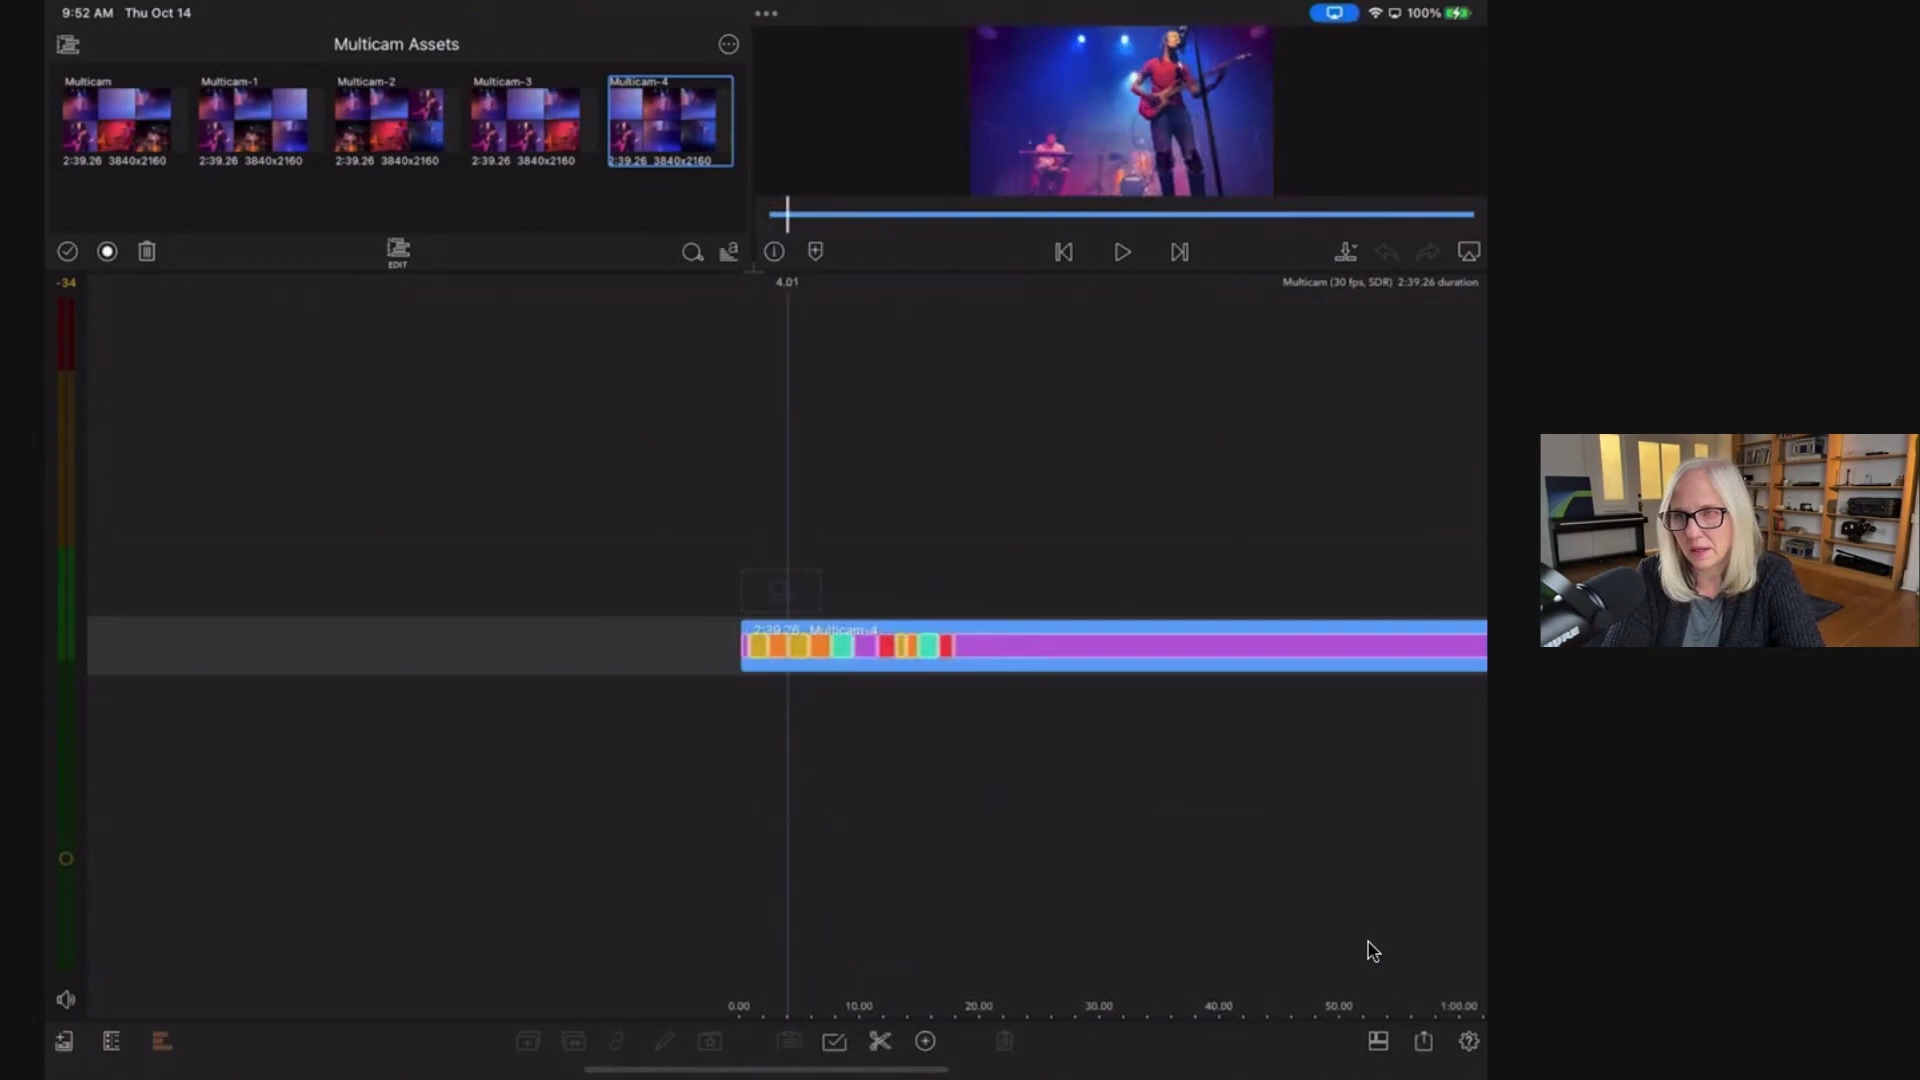 9:52 AM Thu Oct 14
100%
Multicam Assets
Multicam
Multicam-1
Multicam-2
Multicam-3
Multicam-4
2:39.26 3840x2160
2:39.26 3840x2160
2:39.26 3840x2160
2:39.26 3840x2160
2:39.26 3840x2160
EDIT
-34
4.01
Multicam (30 fps, SDR) 2:39.26 duration
2:39.26 Multicam-4
0.00
10.00
20.00
30.00
40.00
50.00
1:00.00